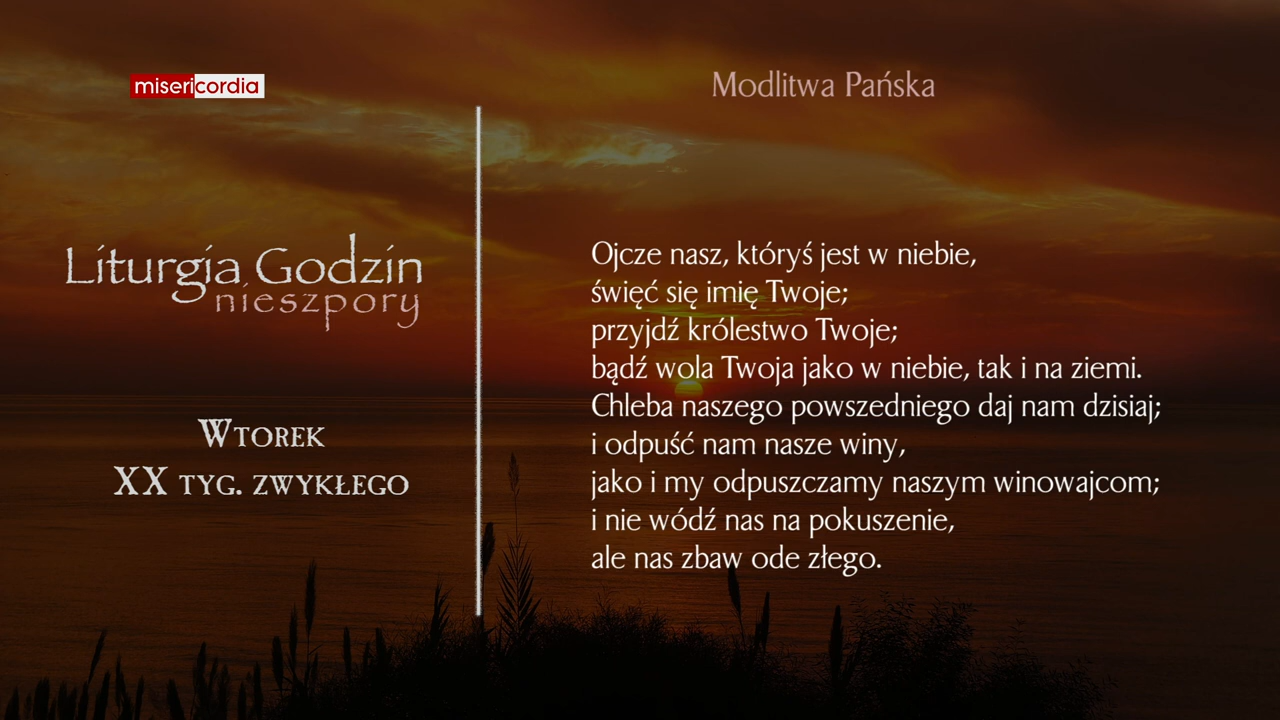 misericordia
Liturgia Godzin
nieszpory
Wtorek
XX tyg. zwykłego
Modlitwa Pańska
Ojcze nasz, któryś jest w niebie,
święć się imię Twoje;
przyjdź królestwo Twoje;
bądź wola Twoja jako w niebie, tak i na ziemi.
Chleba naszego powszedniego daj nam dzisiaj;
i odpuść nam nasze winy,
jako i my odpuszczamy naszym winowajcom;
i nie wódź nas na pokuszenie,
ale nas zbaw ode złego.